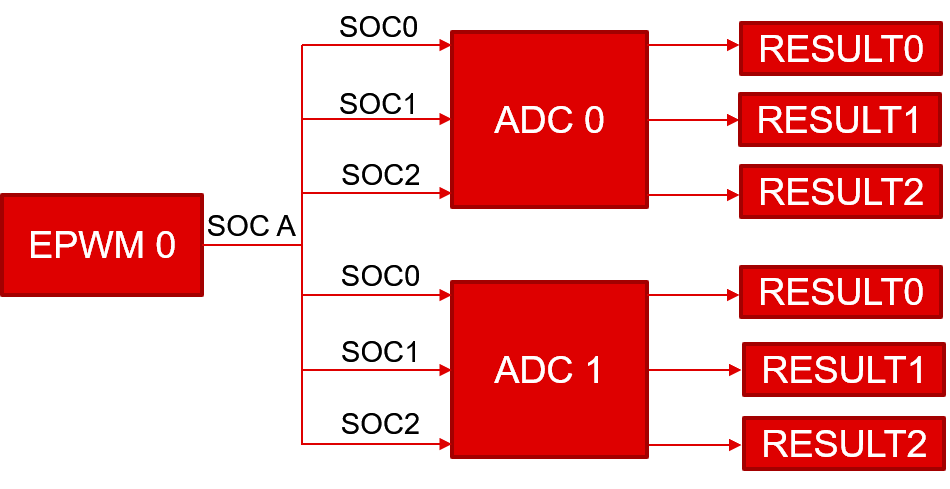 SOC0
RESULT0
SOC1
ADC 0
RESULT1
SOC2
RESULT2
SOC A
EPWM 0
SOC0
RESULT0
SOC1
ADC 1
RESULT1
SOC2
RESULT2